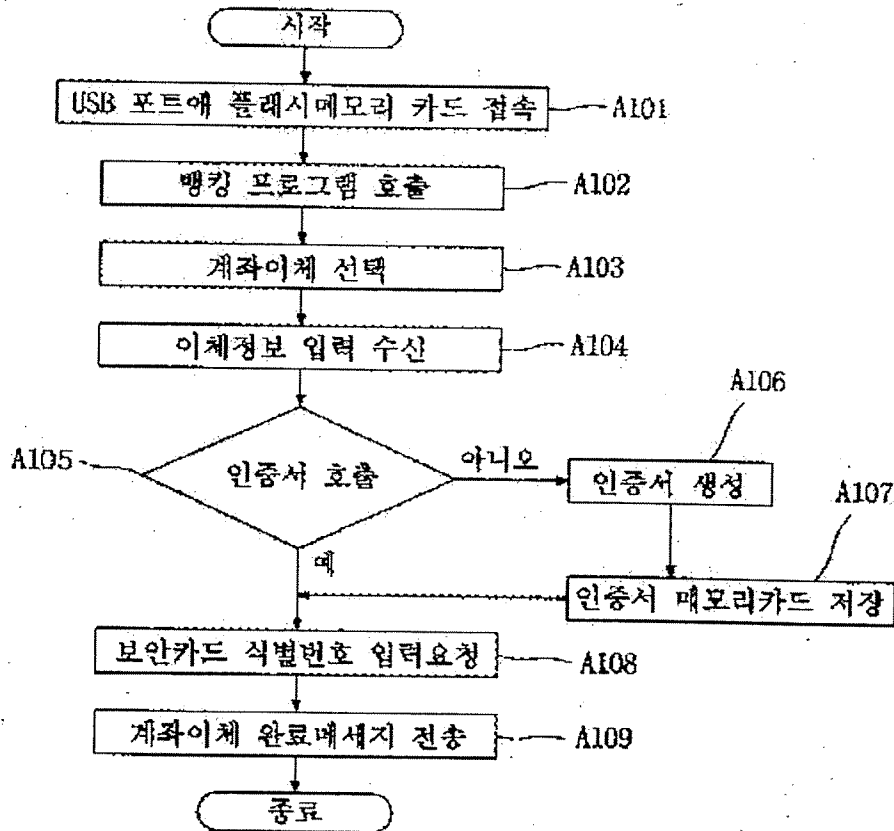 시작
USB 포트에 플래시메모리 카드 접속
A101
뱅킹 프로그램 호출
A102
계좌이체 선택
A103
이체정보 입력 수신
A104
A105
인증서 호출
아니오
A106
인증서 생성
A107
예
인증서 메모리카드 저장
보안카드 식별번호 입력요청
A108
계좌이체 완료메세지 전송
A109
종료